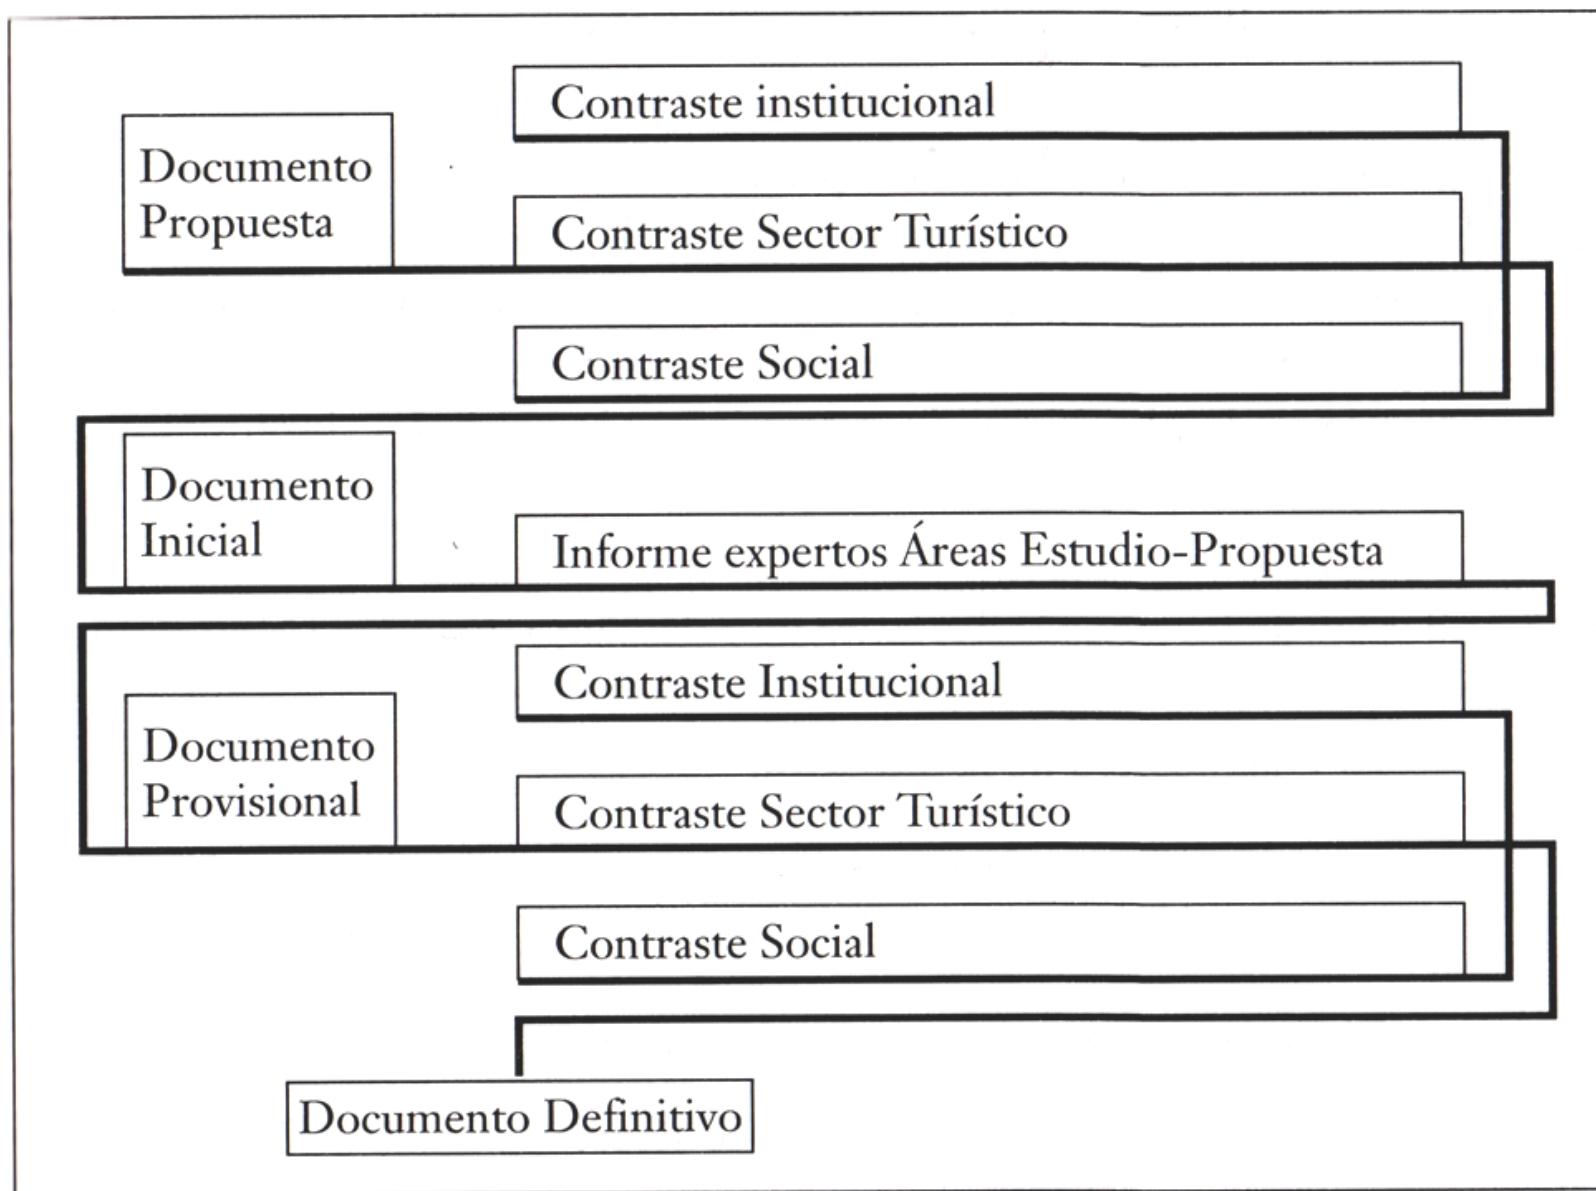 Contraste institucional
Documento
Propuesta
Contraste Sector Turístico
Contraste Social
Documento
Inicial
Informe expertos Áreas Estudio-Propuesta
Contraste Institucional
Documento
Provisional
Contraste Sector Turístico
Contraste Social
Documento Definitivo